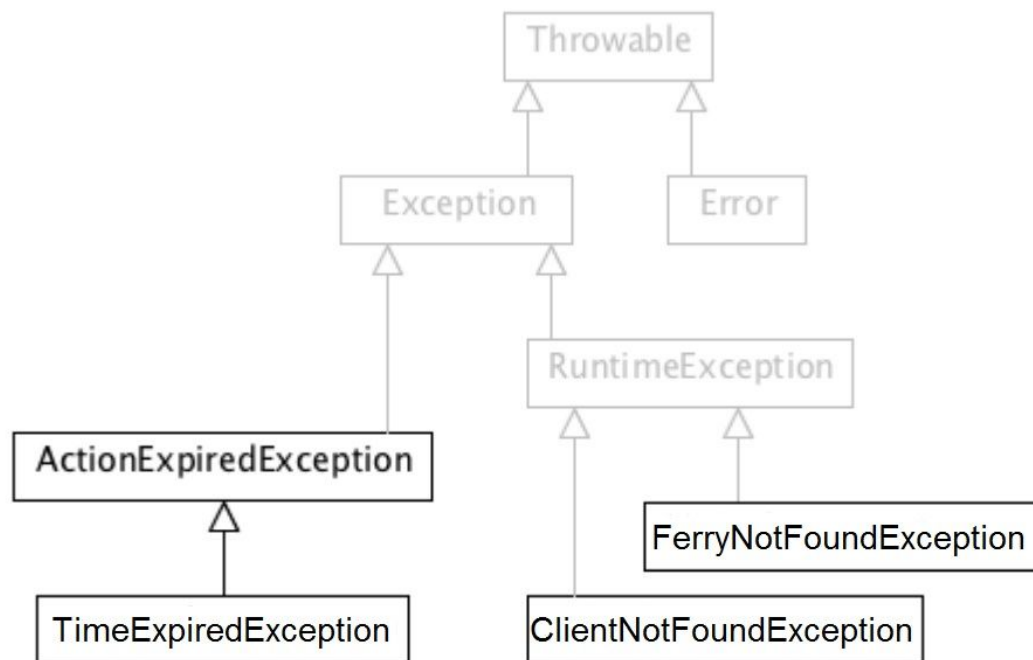 Throwable
Exception
Error
RuntimeException
ActionExpiredException
FerryNotFoundException
TimeExpiredException
ClientNotFoundException